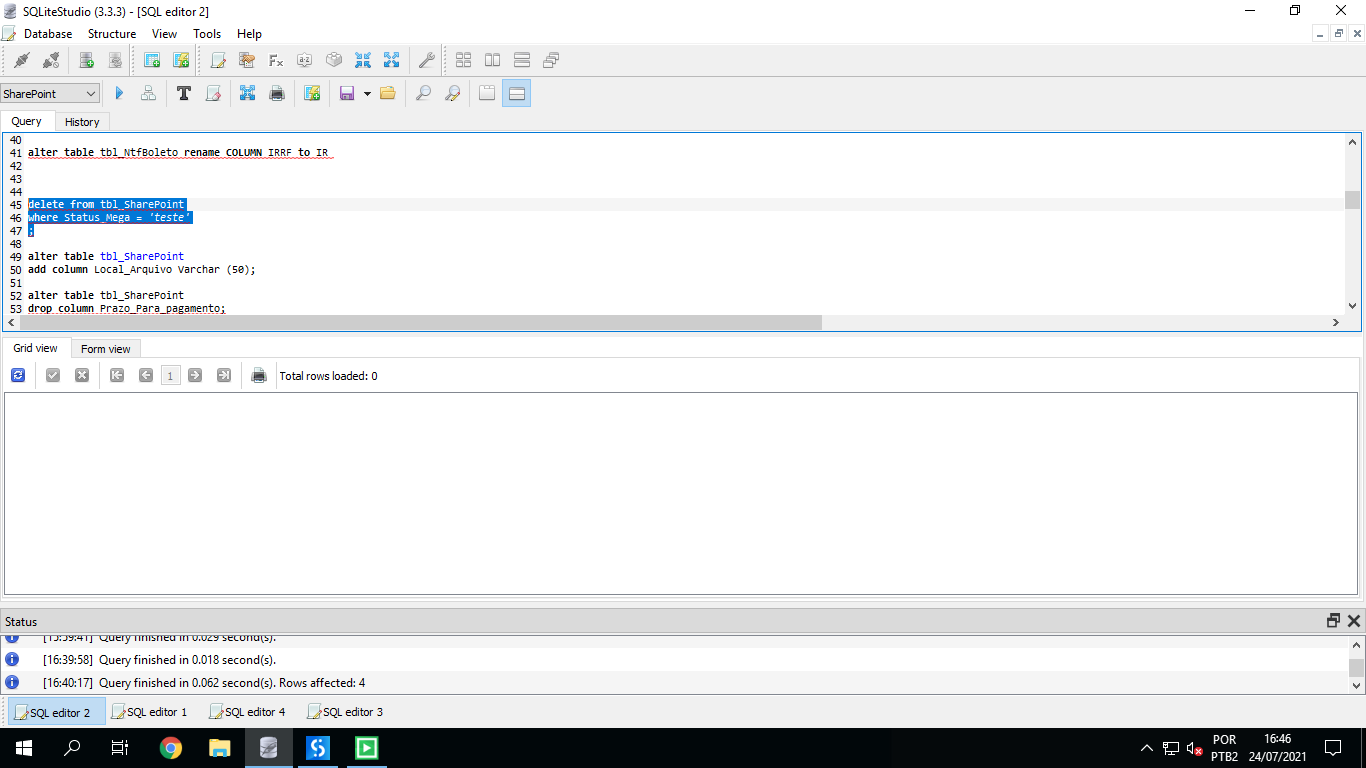 SQLiteStudio (3.3.3) - [SQL editor 2]
Database Structure View Tools Help
SharePoint
Query History
40
41 alter table tbl_NtfBoleto rename COLUMN IRRF to IR
42
43
44
45 delete from tbl_SharePoint
46 where Status_Mega = 'teste'
47 ;
48
49 alter table tbl_SharePoint
50 add column Local_Arquivo Varchar (50);
51
52 alter table tbl_SharePoint
53 drop column Prazo_Para_pagamento;
Grid view Form view
1 Total rows loaded: 0
Status
[15:39:41] Query finished in 0.029 second(s).
[16:39:58] Query finished in 0.018 second(s).
[16:40:17] Query finished in 0.062 second(s). Rows affected: 4
SQL editor 2 SQL editor 1 SQL editor 4 SQL editor 3
POR 16:46
PTB2 24/07/2021